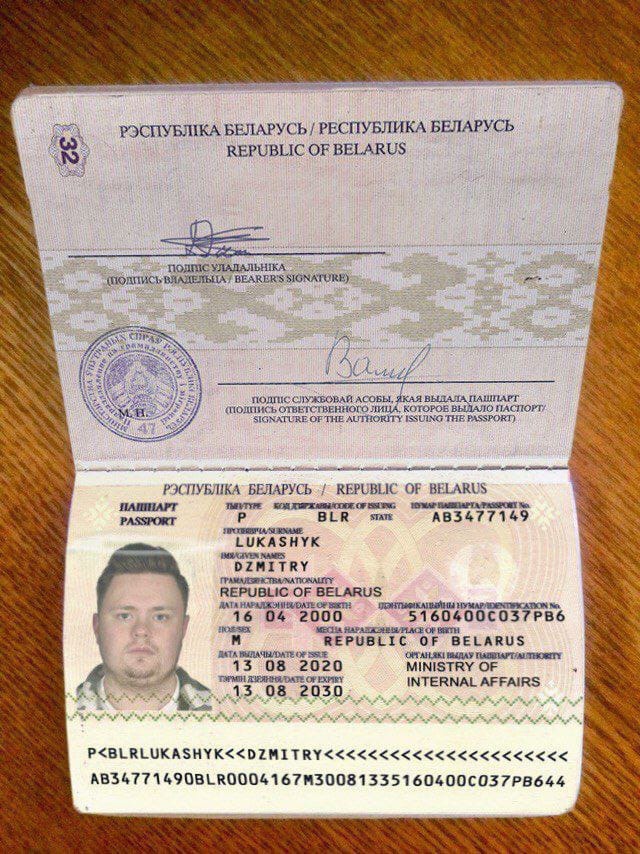 32
РЭСПУБЛІКА БЕЛАРУСЬ / РЕСПУБЛИКА БЕЛАРУСЬ
REPUBLIC OF BELARUS
ПОДПІС УЛАДАЛЬНІКА
(ПОДПИСЬ ВЛАДЕЛЬЦА / BEARER'S SIGNATURE)
М. П.
47
ПОДПІС СЛУЖБОВАЙ АСОБЫ, ЯКАЯ ВЫДАЛА ПАШПАРТ
(ПОДПИСЬ ОТВЕТСТВЕННОГО ЛИЦА, КОТОРОЕ ВЫДАЛО ПАСПОРТ/
SIGNATURE OF THE AUTHORITY ISSUING THE PASSPORT)
РЭСПУБЛІКА БЕЛАРУСЬ / REPUBLIC OF BELARUS
ПАШПАРТ
PASSPORT
ТЫП/TYPE КОД ДЗЯРЖАВЫ/CODE OF ISSUING STATE НУМАР ПАШПАРТА/PASSPORT No.
P BLR AB3477149
ПРОЗВІШЧА/SURNAME
LUKASHYK
ІМЯ/GIVEN NAMES
DZMITRY
ГРАМАДЗЯНСТВА/NATIONALITY
REPUBLIC OF BELARUS
ДАТА НАРАДЖЭННЯ/DATE OF BIRTH ІДЭНТЫФІКАЦЫЙНЫ НУМАР/IDENTIFICATION No.
16 04 2000 5160400C037PB6
ПОЛ/SEX МЕСЦА НАРАДЖЭННЯ/PLACE OF BIRTH
M REPUBLIC OF BELARUS
ДАТА ВЫДАЧЫ/DATE OF ISSUE ОРГАН, ЯКІ ВЫДАЎ ПАШПАРТ/AUTHORITY
13 08 2020 MINISTRY OF
ТЭРМІН ДЗЕЯННЯ/DATE OF EXPIRY INTERNAL AFFAIRS
13 08 2030
P<BLRLUKASHYK<<DZMITRY<<<<<<<<<<<<<<<<<<<<<<
AB34771490BLR0004167M30081335160400C037PB644